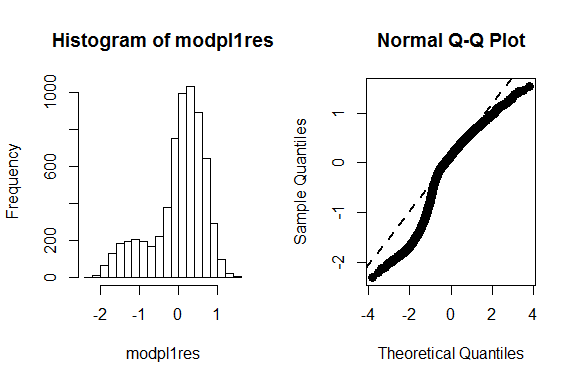 Histogram of modpl1res
Frequency
1000
600
200
0
-2 -1 0 1
modpl1res
Normal Q-Q Plot
Sample Quantiles
1
0
-1
-2
-4 -2 0 2 4
Theoretical Quantiles